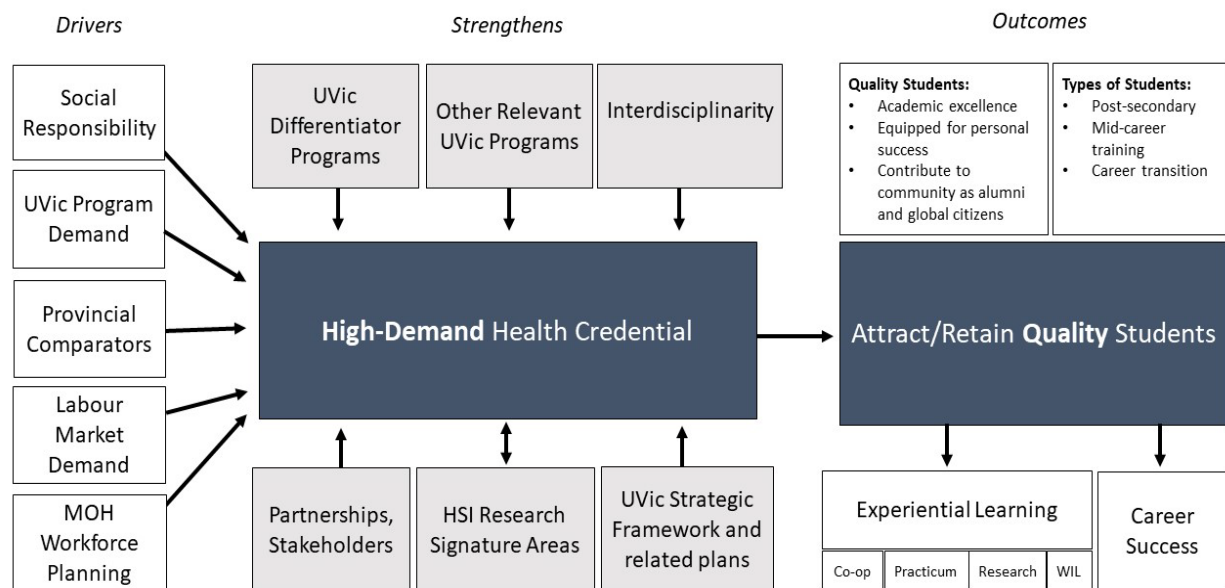 Drivers
Strengthens
Outcomes
Social
Responsibility
UVic Program
Demand
Provincial
Comparators
Labour
Market
Demand
MOH
Workforce
Planning
UVic
Differentiator
Programs
Other Relevant
UVic Programs
Interdisciplinarity
High-Demand Health Credential
Partnerships,
Stakeholders
HSI Research
Signature Areas
UVic Strategic
Framework and
related plans
Quality Students:
• Academic excellence
• Equipped for personal
success
• Contribute to
community as alumni
and global citizens
Types of Students:
• Post-secondary
• Mid-career
training
• Career transition
Attract/Retain Quality Students
Experiential Learning
Co-op
Practicum
Research
WIL
Career
Success